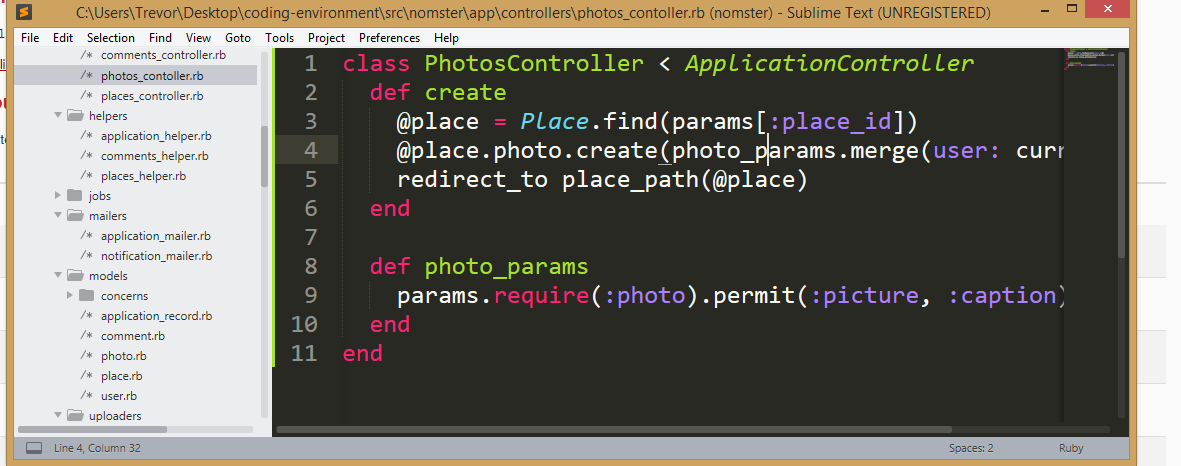 C:\Users\Trevor\Desktop\coding-environment\src\nomster\app\controllers\photos_contoller.rb (nomster) - Sublime Text (UNREGISTERED)
File Edit Selection Find View Goto Tools Project Preferences Help
/* comments_controller.rb
/* photos_contoller.rb
/* places_controller.rb
helpers
/* application_helper.rb
/* comments_helper.rb
/* places_helper.rb
jobs
mailers
/* application_mailer.rb
/* notification_mailer.rb
models
concerns
/* application_record.rb
/* comment.rb
/* photo.rb
/* place.rb
/* user.rb
uploaders
1 class PhotosController < ApplicationController
2 def create
3 @place = Place.find(params[:place_id])
4 @place.photo.create(photo_params.merge(user: curr
5 redirect_to place_path(@place)
6 end
7
8 def photo_params
9 params.require(:photo).permit(:picture, :caption)
10 end
11 end
Line 4, Column 32 Spaces: 2 Ruby